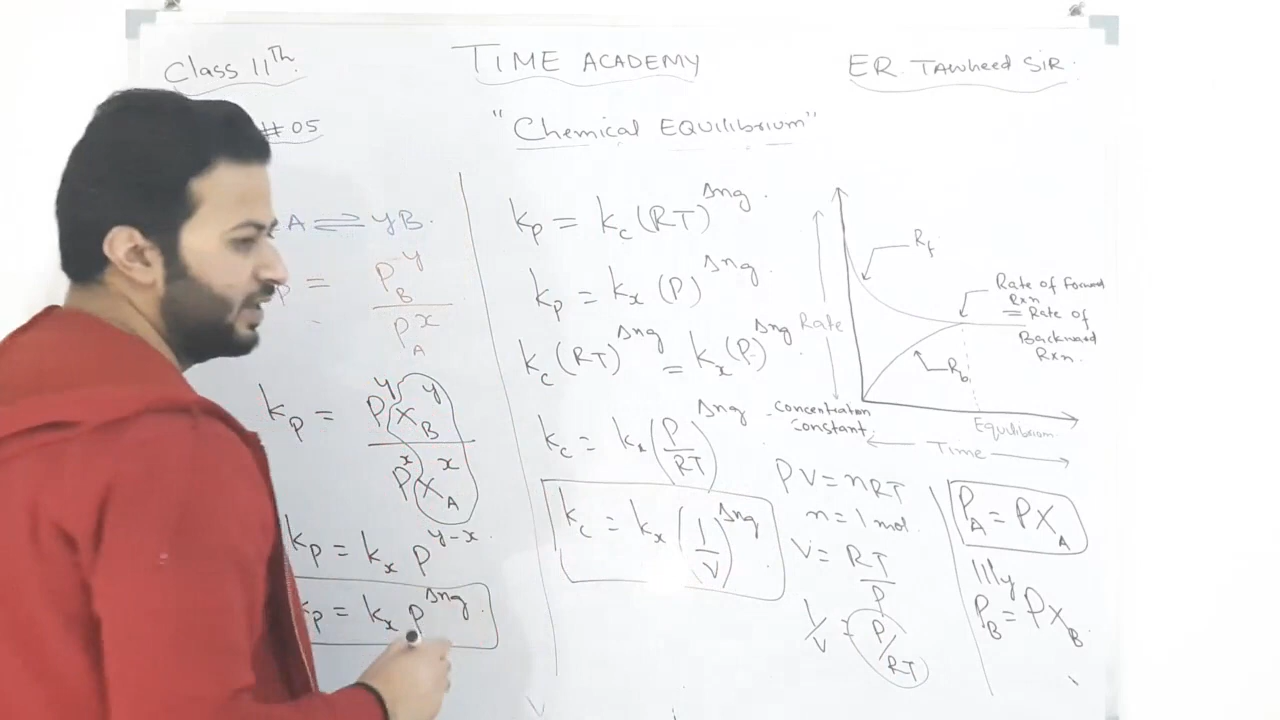 Class 11Th
TIME ACADEMY
ER. TAWheed SIR
#05
"Chemical EQUilibrium"
A ⇌ yB.
P = P_B^y / P_A^x
k_p = P^y X_B^y / P^x X_A^x
k_p = k_x P^{y-x}.
k_p = k_x P^{Δng}.
k_p = k_c (RT)^{Δng}.
k_p = k_x (P)^{Δng}.
k_c (RT)^{Δng} = k_x (P)^{Δng}.
k_c = k_x (P/RT)^{Δng}
k_c = k_x (1/V)^{Δng}
Rate
R_f
R_b
Rate of Forward
Rxn
= Rate of
Backward
Rxn.
Concentration
Constant.
Equilibrium
Time
PV = nRT
n = 1 mol.
V = RT/P
1/V = P/RT
P_A = PX_A
111ly
P_B = PX_B